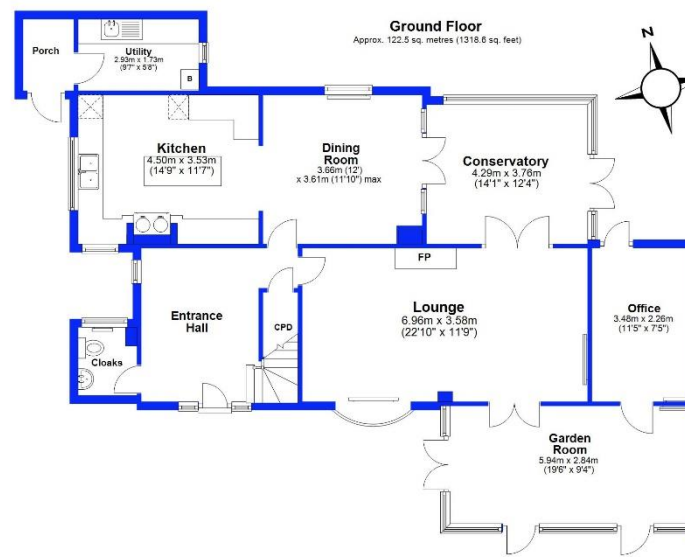 Ground Floor
Approx. 122.5 sq. metres (1318.6 sq. feet)
N
Porch
Utility
2.93m x 1.73m
(9'7" x 5'8")
B
Kitchen
4.50m x 3.53m
(14'9" x 11'7")
Dining
Room
3.66m (12')
x 3.61m (11'10") max
Conservatory
4.29m x 3.76m
(14'1" x 12'4")
FP
Entrance
Hall
CPD
Lounge
6.96m x 3.58m
(22'10" x 11'9")
Office
3.48m x 2.26m
(11'5" x 7'5")
Cloaks
Garden
Room
5.94m x 2.84m
(19'6" x 9'4")